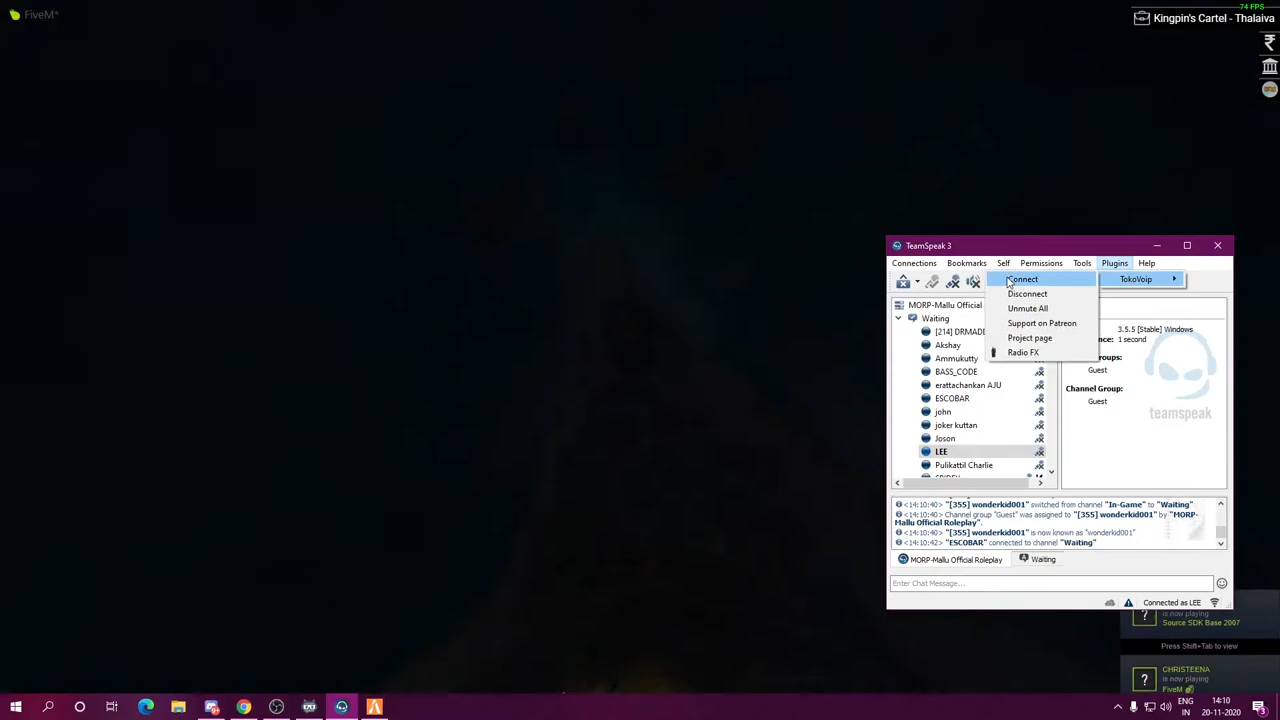 FiveM*
74 FPS
Kingpin's Cartel - Thalaiva
TeamSpeak 3
Connections Bookmarks Self Permissions Tools Plugins Help
Connect
TokoVoip
Disconnect
Unmute All
Support on Patreon
Project page
Radio FX
MORP-Mallu Official
Waiting
[214] DRMADD
Akshay
Ammukutty
BASS_CODE
erattachankan AJU
ESCOBAR
john
joker kuttan
Joson
LEE
Pulikattil Charlie
3.5.5 [Stable] Windows
1 second
Guest
Channel Group:
Guest
teamspeak
<14:10:40> "[355] wonderkid001" switched from channel "In-Game" to "Waiting"
<14:10:40> Channel group "Guest" was assigned to "[355] wonderkid001" by "MORP-
Mallu Official Roleplay".
<14:10:40> "[355] wonderkid001" is now known as "wonderkid001"
<14:10:42> "ESCOBAR" connected to channel "Waiting"
MORP-Mallu Official Roleplay
Waiting
Enter Chat Message...
Connected as LEE
is now playing
Source SDK Base 2007
Press Shift+Tab to view
CHRISTEENA
is now playing
FiveM
ENG
IN
14:10
20-11-2020
3